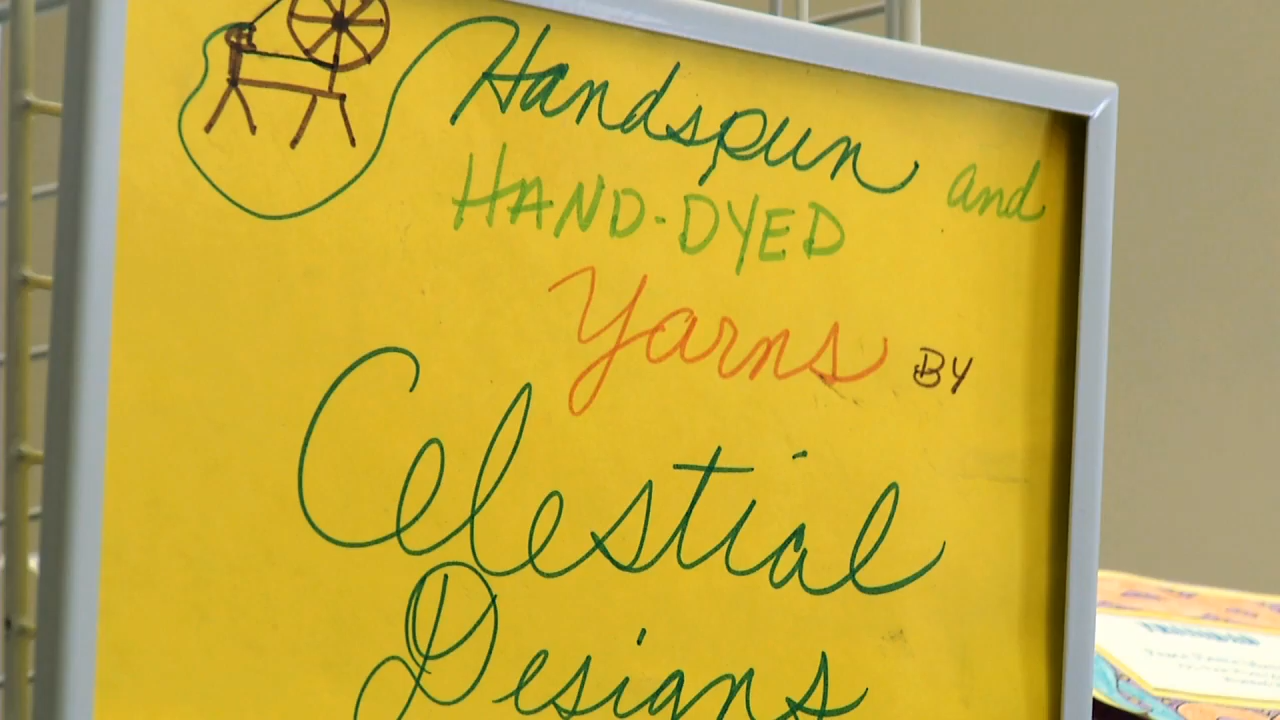 Handspun and
HAND-DYED
Yarns BY
Celestial
Designs